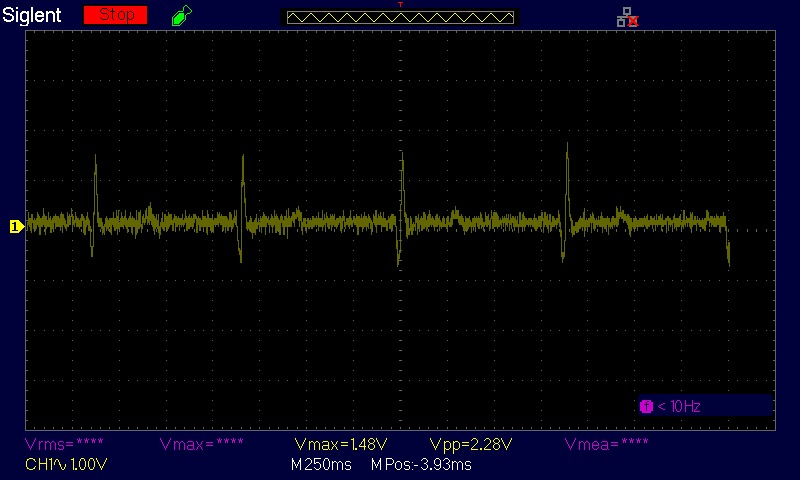 Siglent Stop T
1
f < 10Hz
Vrms=**** Vmax=**** Vmax=1.48V Vpp=2.28V Vmea=****
CH1∿ 1.00V M250ms MPos:-3.93ms